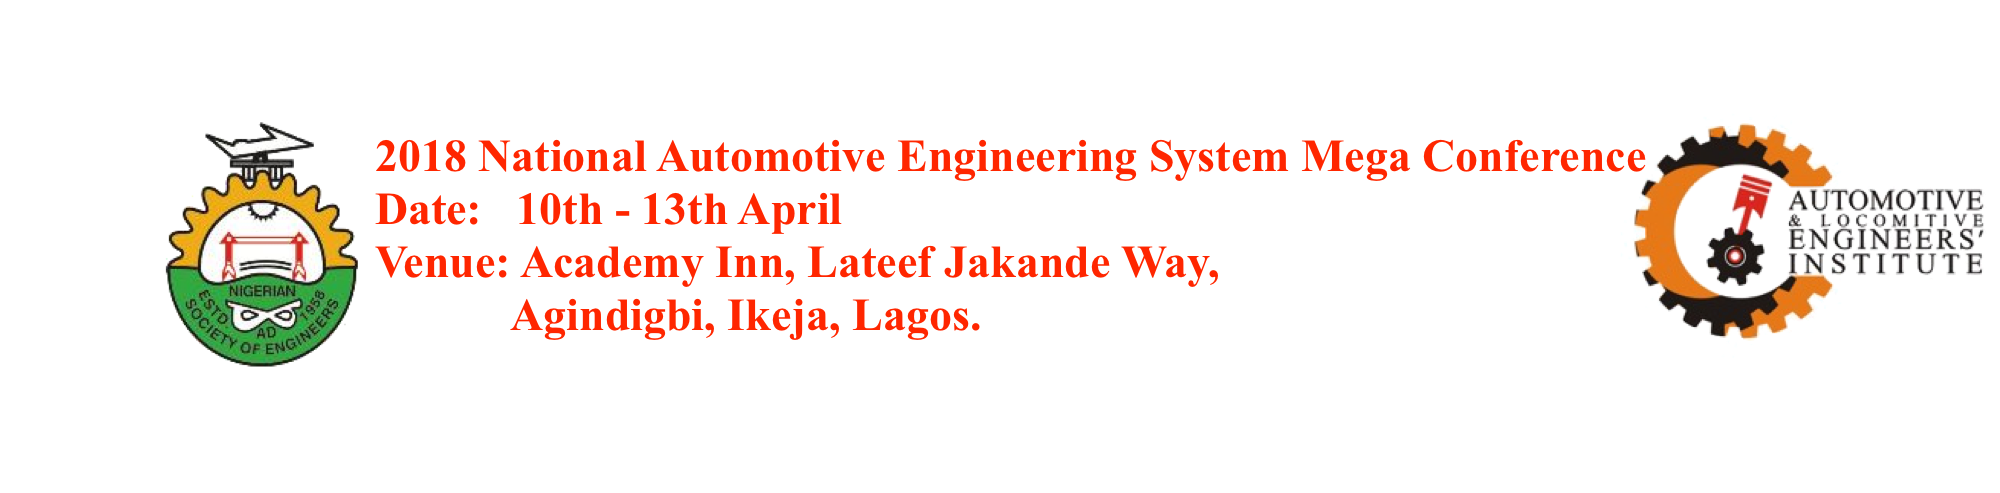 2018 National Automotive Engineering System Mega Conference
Date: 10th - 13th April
Venue: Academy Inn, Lateef Jakande Way,
Agindigbi, Ikeja, Lagos.
NIGERIAN
ESTD AD 1958
SOCIETY OF ENGINEERS
AUTOMOTIVE
& LOCOMITIVE
ENGINEERS'
INSTITUTE